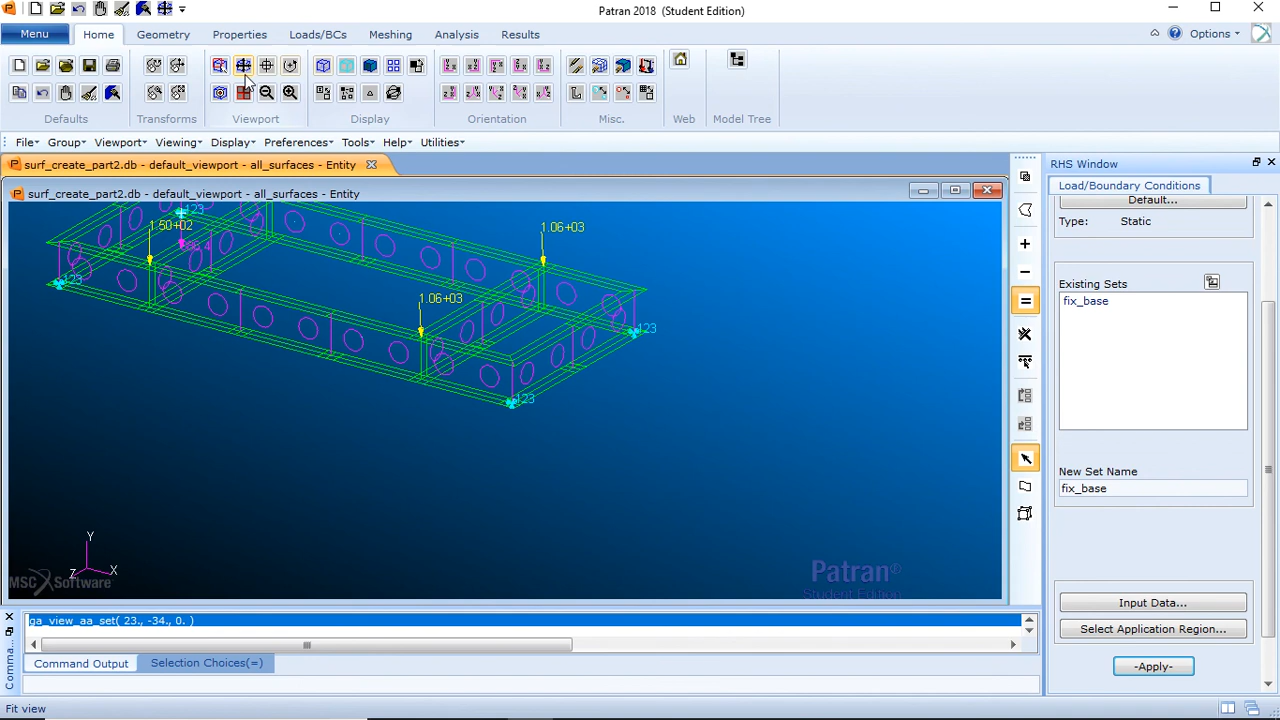 Patran 2018 (Student Edition)
Menu Home Geometry Properties Loads/BCs Meshing Analysis Results Options
Defaults Transforms Viewport Display Orientation Misc. Web Model Tree
File Group Viewport Viewing Display Preferences Tools Help Utilities
surf_create_part2.db - default_viewport - all_surfaces - Entity
surf_create_part2.db - default_viewport - all_surfaces - Entity
123
1.50+02
1.06+03
123
1.06+03
123
123
Y
X
Z
MSC Software
Patran®
Student Edition
RHS Window
Load/Boundary Conditions
Default...
Type: Static
Existing Sets
fix_base
New Set Name
fix_base
Input Data...
Select Application Region...
-Apply-
Comma...
ga_view_aa_set( 23., -34., 0. )
Command Output Selection Choices(=)
Fit view